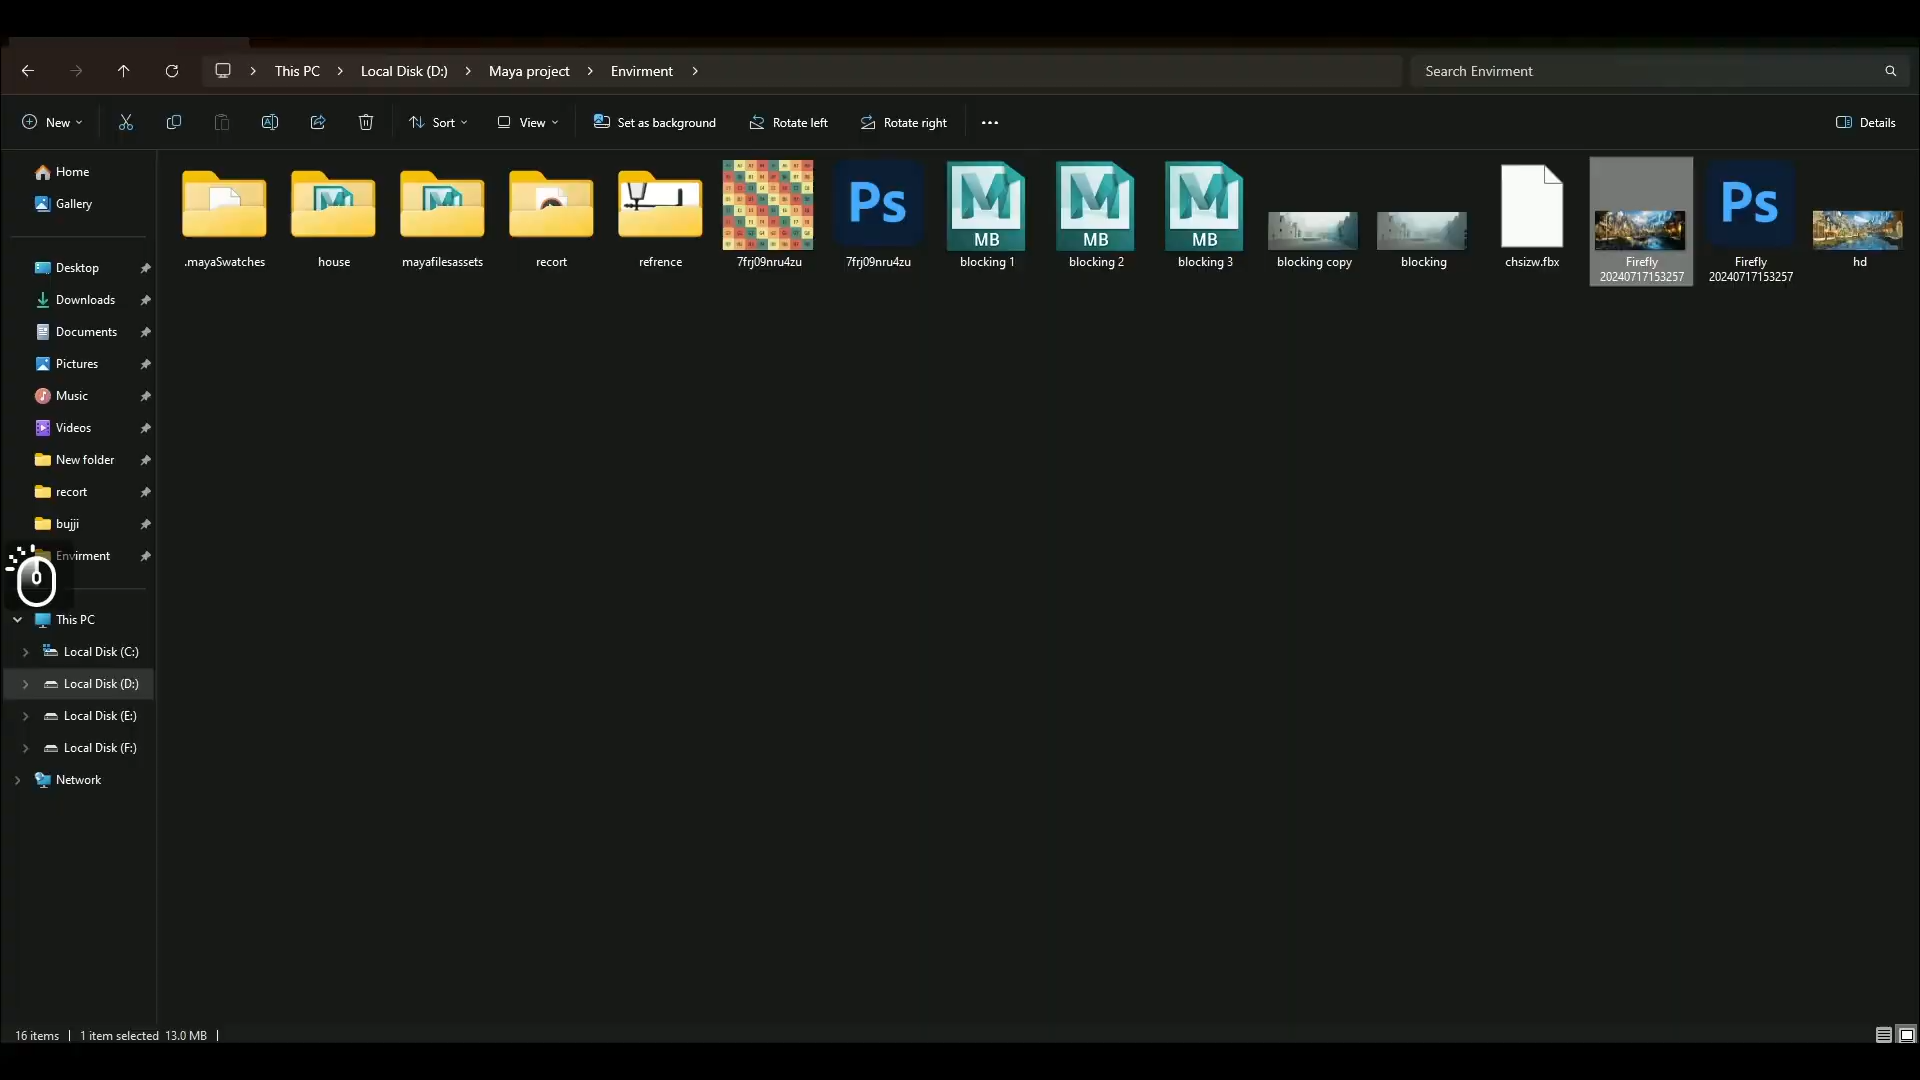 This PC Local Disk (D:) Maya project Envirment Search Envirment
New Sort View Set as background Rotate left Rotate right Details
Home
Gallery
Desktop
Downloads
Documents
Pictures
Music
Videos
New folder
recort
bujji
Envirment
This PC
Local Disk (C:)
Local Disk (D:)
Local Disk (E:)
Local Disk (F:)
Network
Ps MB MB MB Ps
.mayaSwatches house mayafilesassets recort refrence 7frj09nru4zu 7frj09nru4zu blocking 1 blocking 2 blocking 3 blocking copy blocking chsizw.fbx Firefly Firefly hd
20240717153257 20240717153257
16 items 1 item selected 13.0 MB